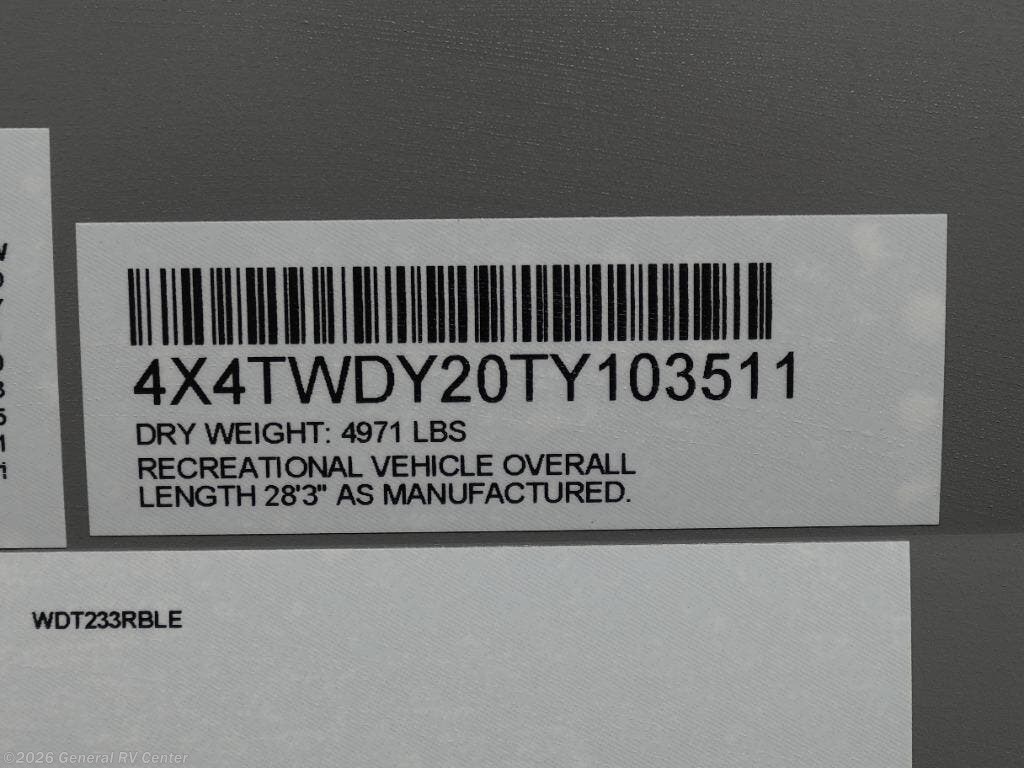 4X4TWDY20TY103511
DRY WEIGHT: 4971 LBS
RECREATIONAL VEHICLE OVERALL
LENGTH 28'3" AS MANUFACTURED.
WDT233RBLE
©2026 General RV Center